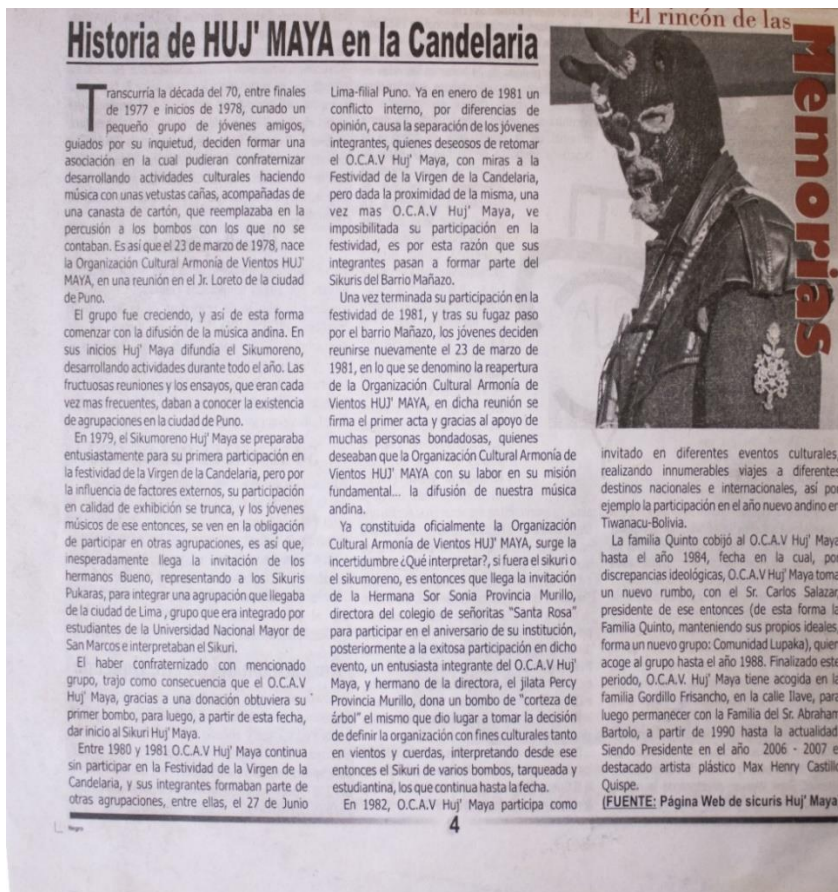 El rincón de las
Memorias
Historia de HUJ' MAYA en la Candelaria
Transcurria la década del 70, entre finales
de 1977 e inicios de 1978, cunado un
pequeño grupo de jóvenes amigos,
guiados por su inquietud, deciden formar una
asociación en la cual pudieran confraternizar
desarrollando actividades culturales haciendo
música con unas vetustas cañas, acompañadas de
una canasta de cartón, que reemplazaba en la
percusión a los bombos con los que no se
contaban. Es asi que el 23 de marzo de 1978, nace
la Organización Cultural Armonía de Vientos HUJ'
MAYA, en una reunión en el Jr. Loreto de la ciudad
de Puno.
El grupo fue creciendo, y así de esta forma
comenzar con la difusión de la música andina. En
sus inicios Huj' Maya difundía el Sikumoreno,
desarrollando actividades durante todo el año. Las
fructuosas reuniones y los ensayos, que eran cada
vez mas frecuentes, daban a conocer la existencia
de agrupaciones en la ciudad de Puno.
En 1979, el Sikumoreno Huj' Maya se preparaba
entusiastamente para su primera participación en
la festividad de la Virgen de la Candelaria, pero por
la influencia de factores externos, su participación
en calidad de exhibición se trunca, y los jóvenes
músicos de ese entonces, se ven en la obligación
de participar en otras agrupaciones, es así que,
inesperadamente llega la invitación de los
hermanos Bueno, representando a los Sikuris
Pukaras, para integrar una agrupación que llegaba
de la ciudad de Lima , grupo que era integrado por
estudiantes de la Universidad Nacional Mayor de
San Marcos e interpretaban el Sikuri.
El haber confraternizado con mencionado
grupo, trajo como consecuencia que el O.C.A.V
Huj' Maya, gracias a una donación obtuviera su
primer bombo, para luego, a partir de esta fecha,
dar inicio al Sikuri Huj' Maya.
Entre 1980 y 1981 O.C.A.V Huj' Maya continua
sin participar en la Festividad de la Virgen de la
Candelaria, y sus integrantes formaban parte de
otras agrupaciones, entre ellas, el 27 de Junio
Lima-filial Puno. Ya en enero de 1981 un
conflicto interno, por diferencias de
opinión, causa la separación de los jóvenes
integrantes, quienes deseosos de retomar
el O.C.A.V Huj' Maya, con miras a la
Festividad de la Virgen de la Candelaria,
pero dada la proximidad de la misma, una
vez mas O.C.A.V Huj' Maya, ve
imposibilitada su participación en la
festividad, es por esta razón que sus
integrantes pasan a formar parte del
Sikuris del Barrio Mañazo.
Una vez terminada su participación en la
festividad de 1981, y tras su fugaz paso
por el barrio Mañazo, los jóvenes deciden
reunirse nuevamente el 23 de marzo de
1981, en lo que se denomino la reapertura
de la Organización Cultural Armonía de
Vientos HUJ' MAYA, en dicha reunión se
firma el primer acta y gracias al apoyo de
muchas personas bondadosas, quienes
deseaban que la Organización Cultural Armonía de
Vientos HUJ' MAYA con su labor en su misión
fundamental... la difusión de nuestra música
andina.
Ya constituida oficialmente la Organización
Cultural Armonía de Vientos HUJ' MAYA, surge la
incertidumbre ¿Qué interpretar?, si fuera el sikuri o
el sikumoreno, es entonces que llega la invitación
de la Hermana Sor Sonia Provincia Murillo,
directora del colegio de señoritas "Santa Rosa"
para participar en el aniversario de su institución,
posteriormente a la exitosa participación en dicho
evento, un entusiasta integrante del O.C.A.V Huj'
Maya, y hermano de la directora, el jilata Percy
Provincia Murillo, dona un bombo de "corteza de
árbol" el mismo que dio lugar a tomar la decisión
de definir la organización con fines culturales tanto
en vientos y cuerdas, interpretando desde ese
entonces el Sikuri de varios bombos, tarqueada y
estudiantina, los que continua hasta la fecha.
En 1982, O.C.A.V Huj' Maya participa como
invitado en diferentes eventos culturales,
realizando innumerables viajes a diferentes
destinos nacionales e internacionales, así por
ejemplo la participación en el año nuevo andino en
Tiwanacu-Bolivia.
La familia Quinto cobijó al O.C.A.V Huj' Maya
hasta el año 1984, fecha en la cual, por
discrepancias ideológicas, O.C.A.V Huj' Maya toma
un nuevo rumbo, con el Sr. Carlos Salazar,
presidente de ese entonces (de esta forma la
Familia Quinto, manteniendo sus propios ideales,
forma un nuevo grupo: Comunidad Lupaka), quien
acoge al grupo hasta el año 1988. Finalizado este
periodo, O.C.A.V. Huj' Maya tiene acogida en la
familia Gordillo Frisancho, en la calle Ilave, para
luego permanecer con la Familia del Sr. Abraham
Bartolo, a partir de 1990 hasta la actualidad.
Siendo Presidente en el año 2006 - 2007 el
destacado artista plástico Max Henry Castillo
Quispe.
(FUENTE: Página Web de sicuris Huj' Maya
4
Negro